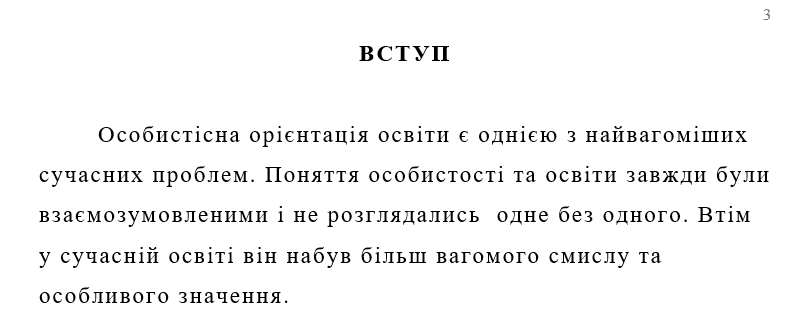 3
ВСТУП
Особистісна орієнтація освіти є однією з найвагоміших
сучасних проблем. Поняття особистості та освіти завжди були
взаємозумовленими і не розглядались  одне без одного. Втім
у сучасній освіті він набув більш вагомого смислу та
особливого значення.